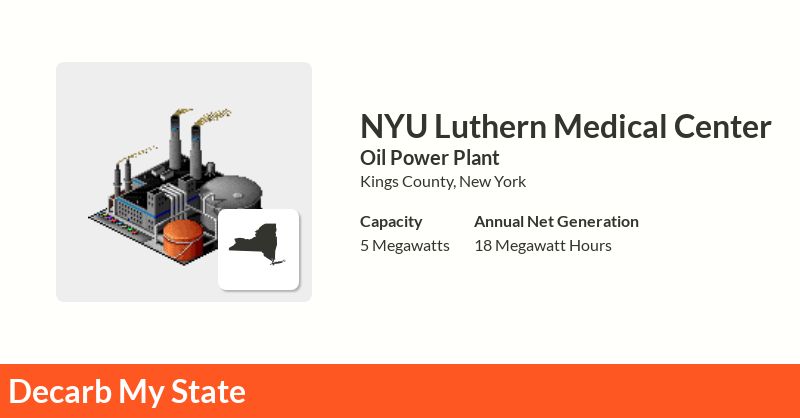 NYU Luthern Medical Center
Oil Power Plant
Kings County, New York
Capacity
5 Megawatts
Annual Net Generation
18 Megawatt Hours
Decarb My State